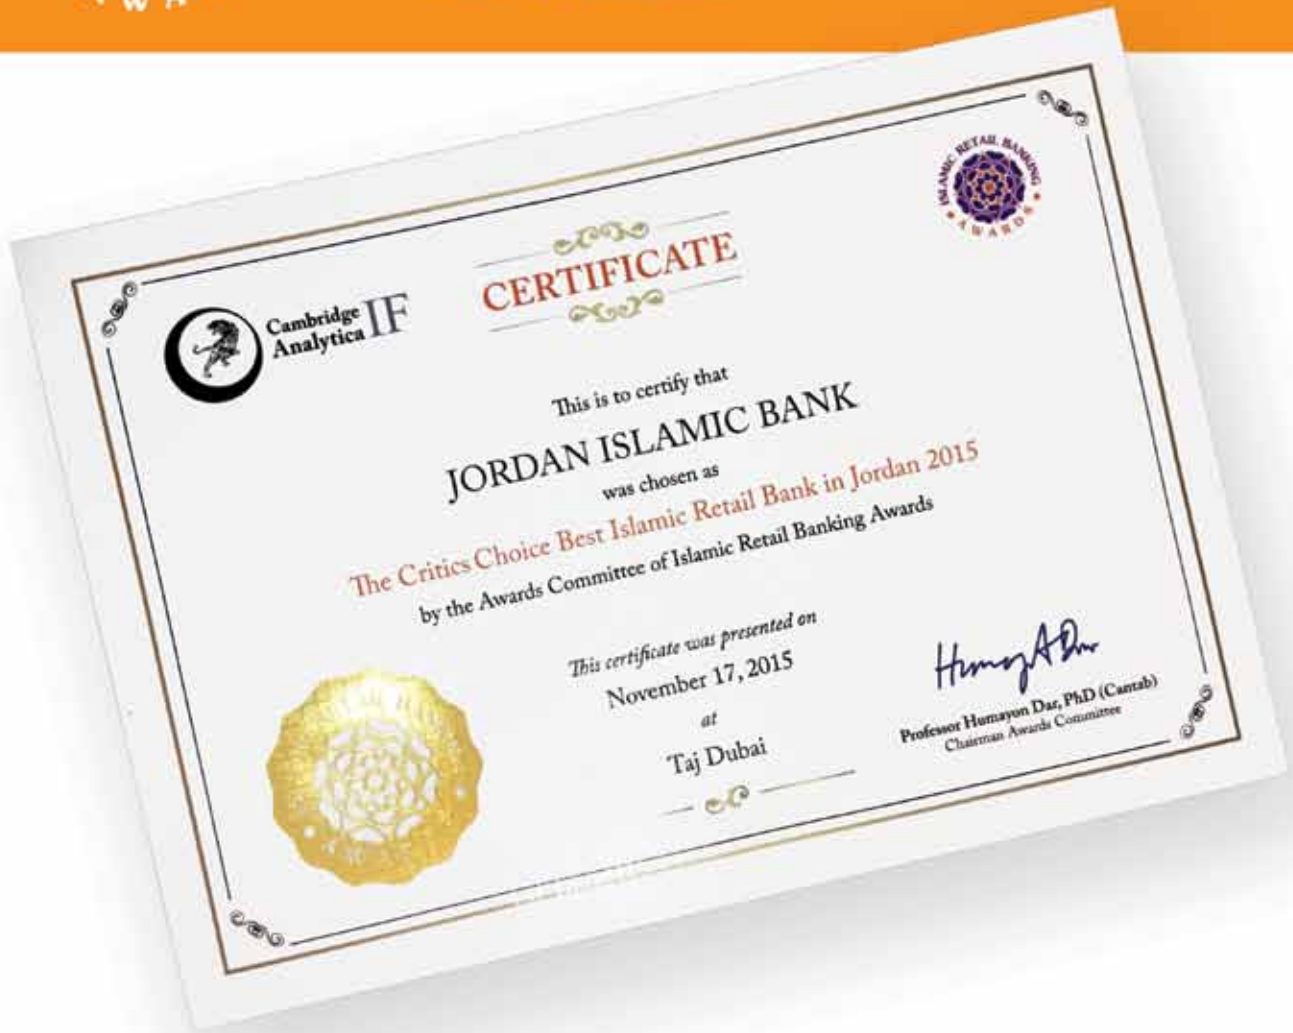 CERTIFICATE
ISLAMIC RETAIL BANKING
AWARDS
Cambridge
Analytica IF
This is to certify that
JORDAN ISLAMIC BANK
was chosen as
The Critics Choice Best Islamic Retail Bank in Jordan 2015
by the Awards Committee of Islamic Retail Banking Awards
This certificate was presented on
November 17, 2015
at
Taj Dubai
Professor Humayon Dar, PhD (Cantab)
Chairman Awards Committee